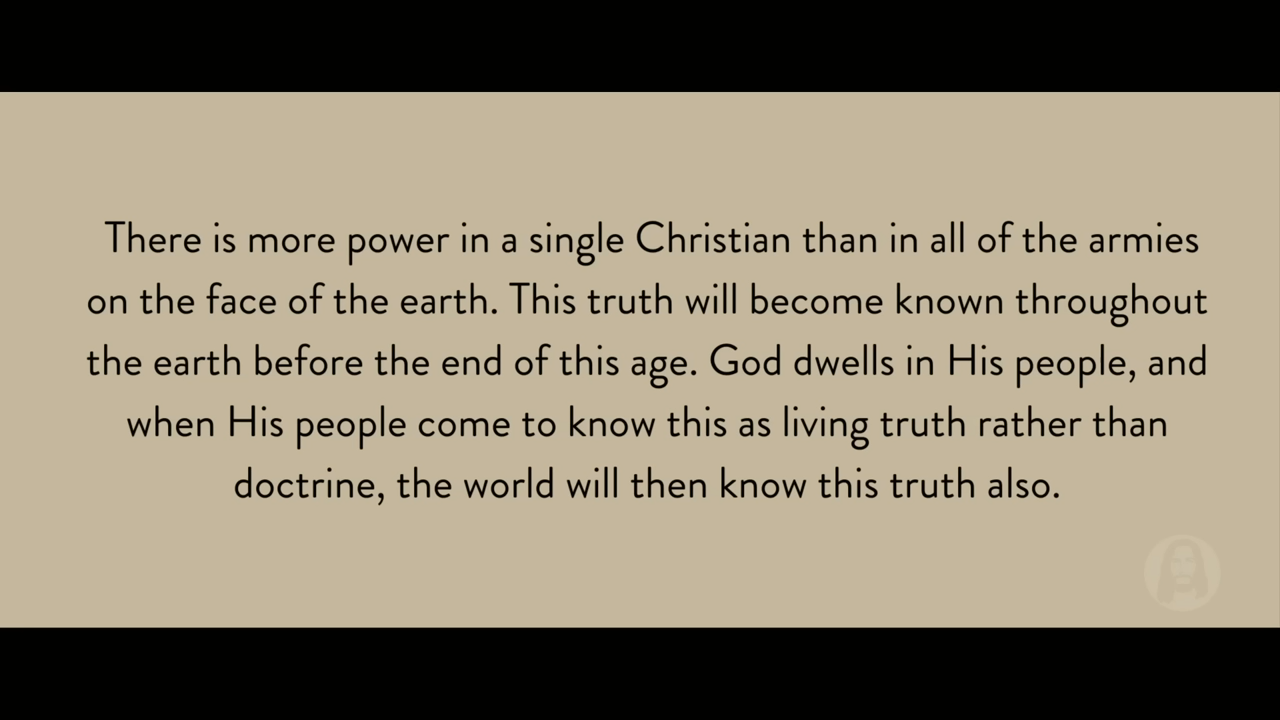 There is more power in a single Christian than in all of the armies
on the face of the earth. This truth will become known throughout
the earth before the end of this age. God dwells in His people, and
when His people come to know this as living truth rather than
doctrine, the world will then know this truth also.